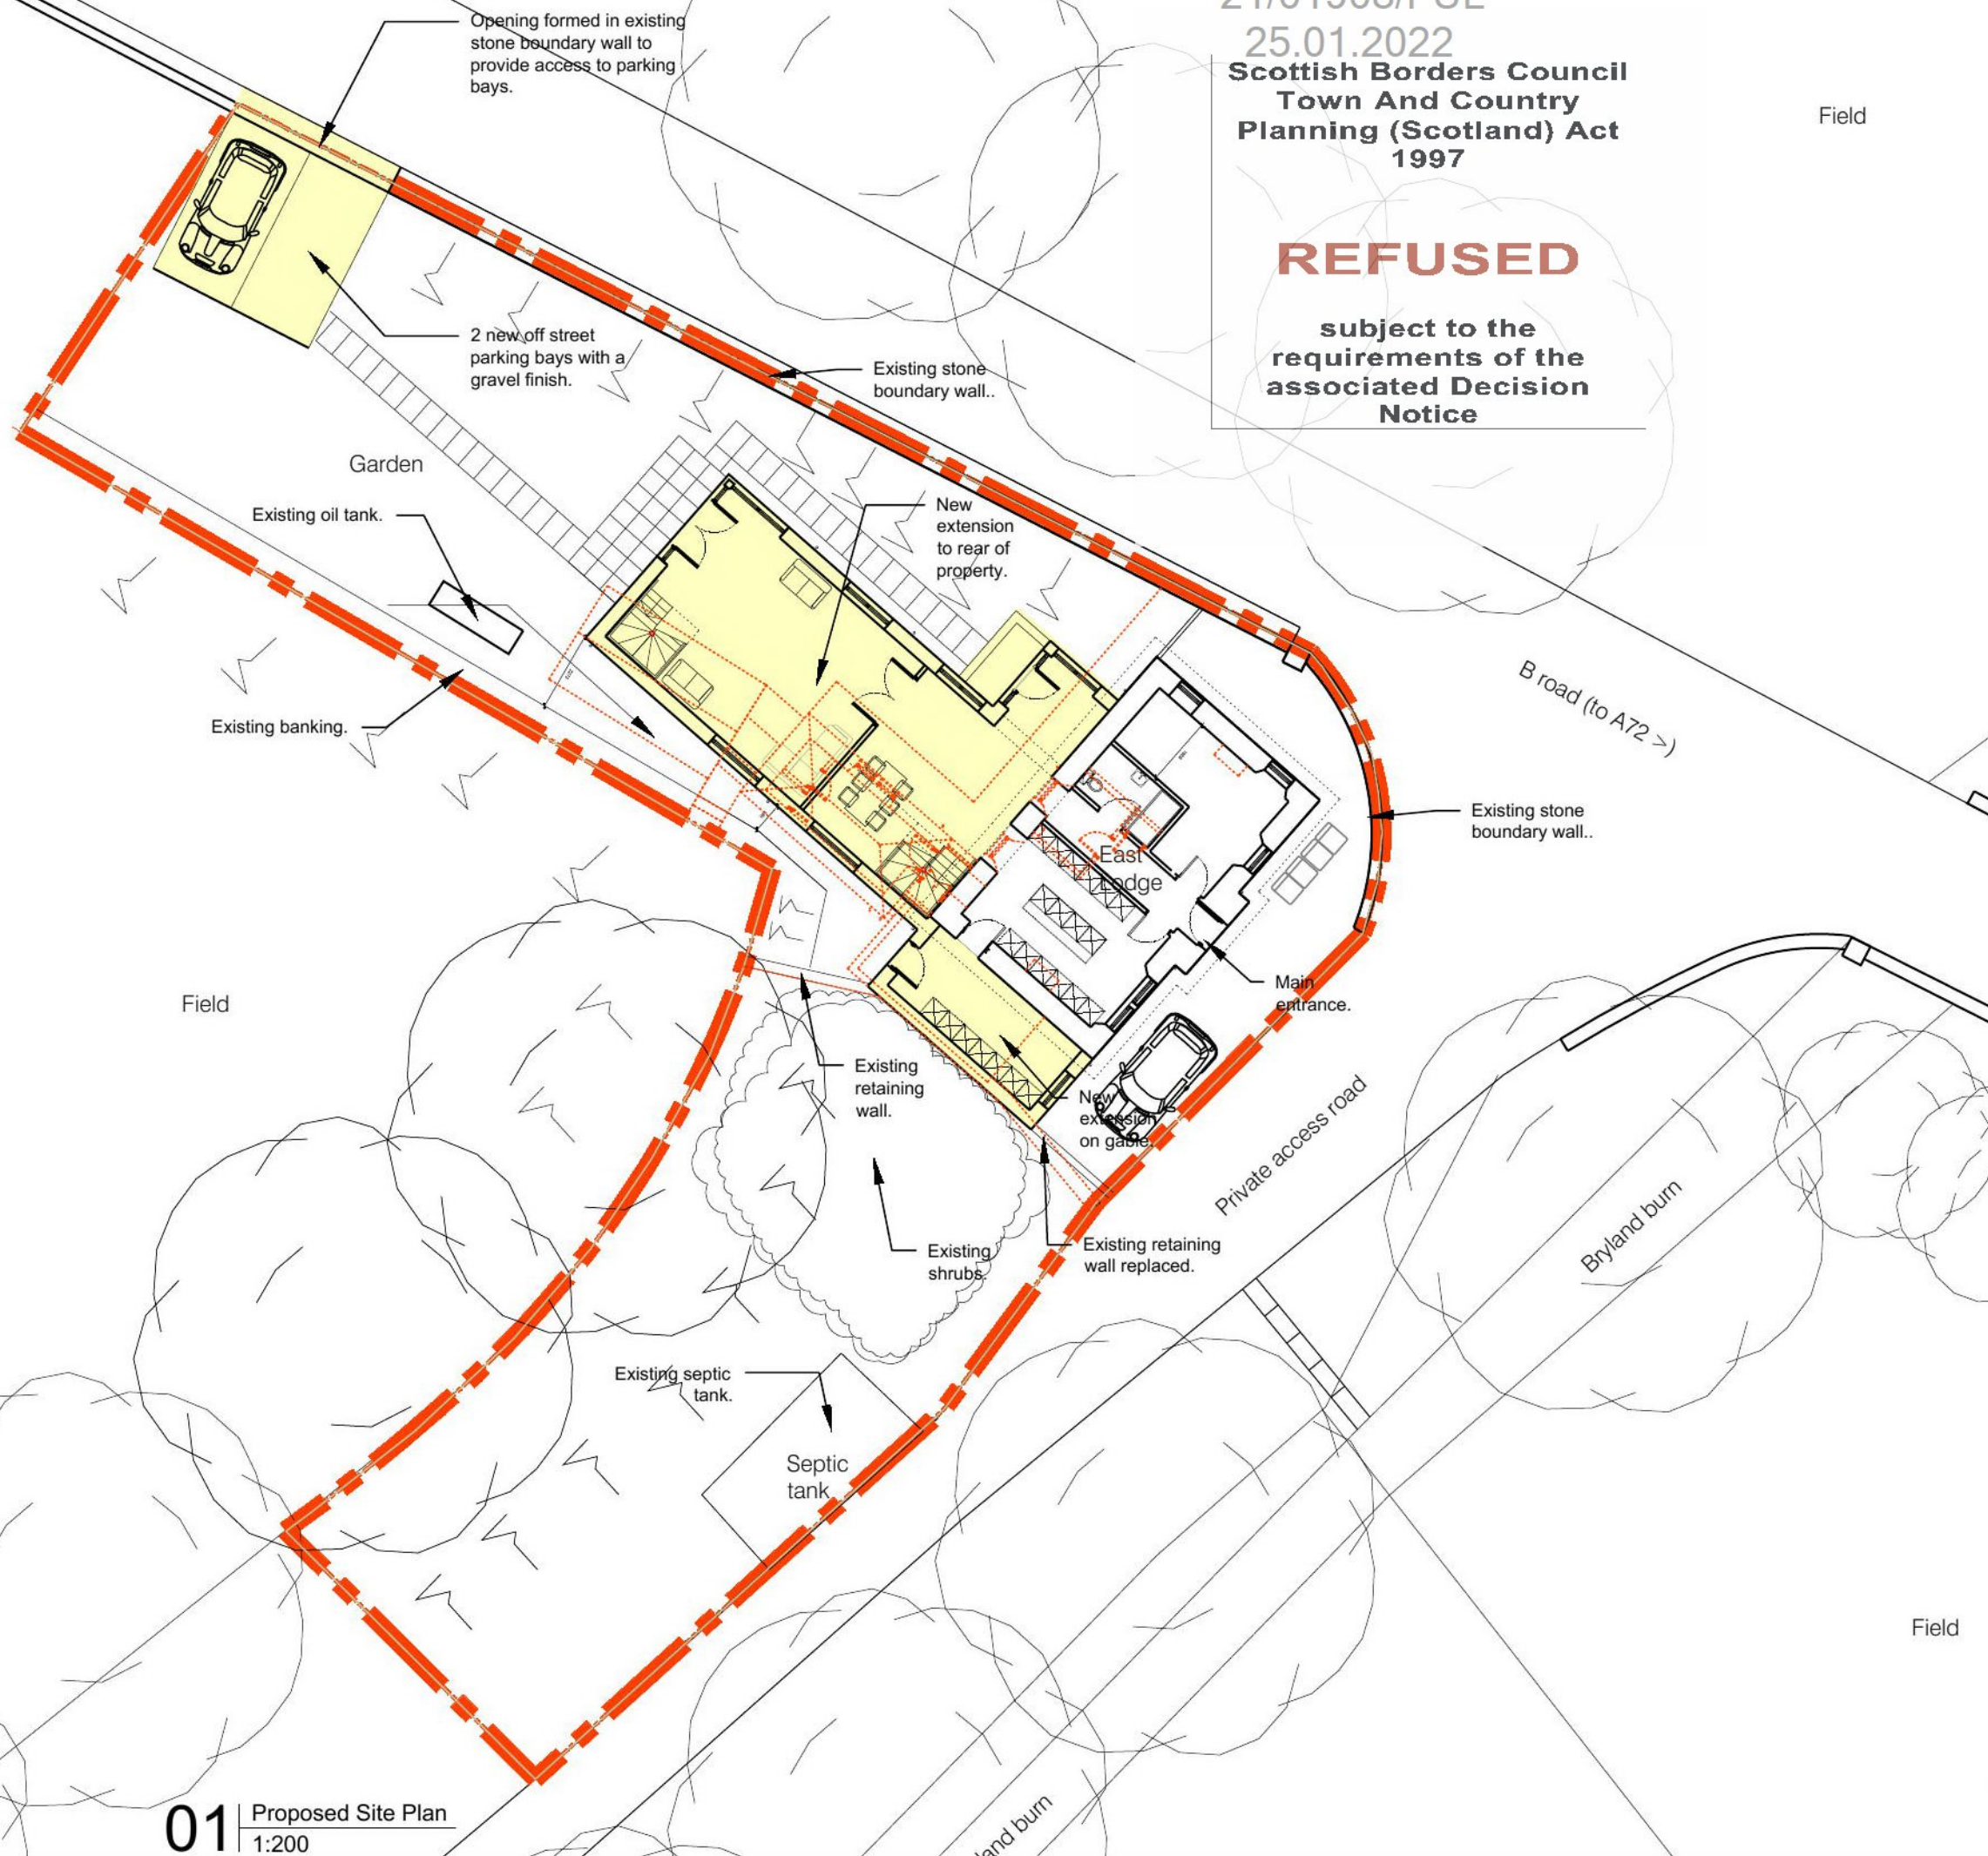 25.01.2022
Scottish Borders Council
Town And Country
Planning (Scotland) Act
1997
REFUSED
subject to the
requirements of the
associated Decision
Notice
Field
Opening formed in existing
stone boundary wall to
provide access to parking
bays.
2 new off street
parking bays with a
gravel finish.
Existing stone
boundary wall..
Garden
Existing oil tank.
New
extension
to rear of
property.
Existing banking.
B road (to A72 >)
Existing stone
boundary wall..
East
Lodge
Main
entrance.
Field
Existing
retaining
wall.
New
extension
on gable.
Private access road
Bryland burn
Existing
shrubs.
Existing retaining
wall replaced.
Existing septic
tank.
Septic
tank
Field
land burn
01
Proposed Site Plan
1:200